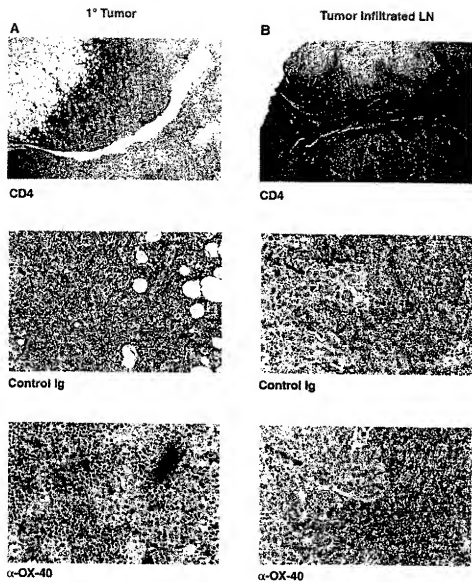 1° Tumor
Tumor Infiltrated LN
A
B
CD4
CD4
Control Ig
Control Ig
α-OX-40
α-OX-40